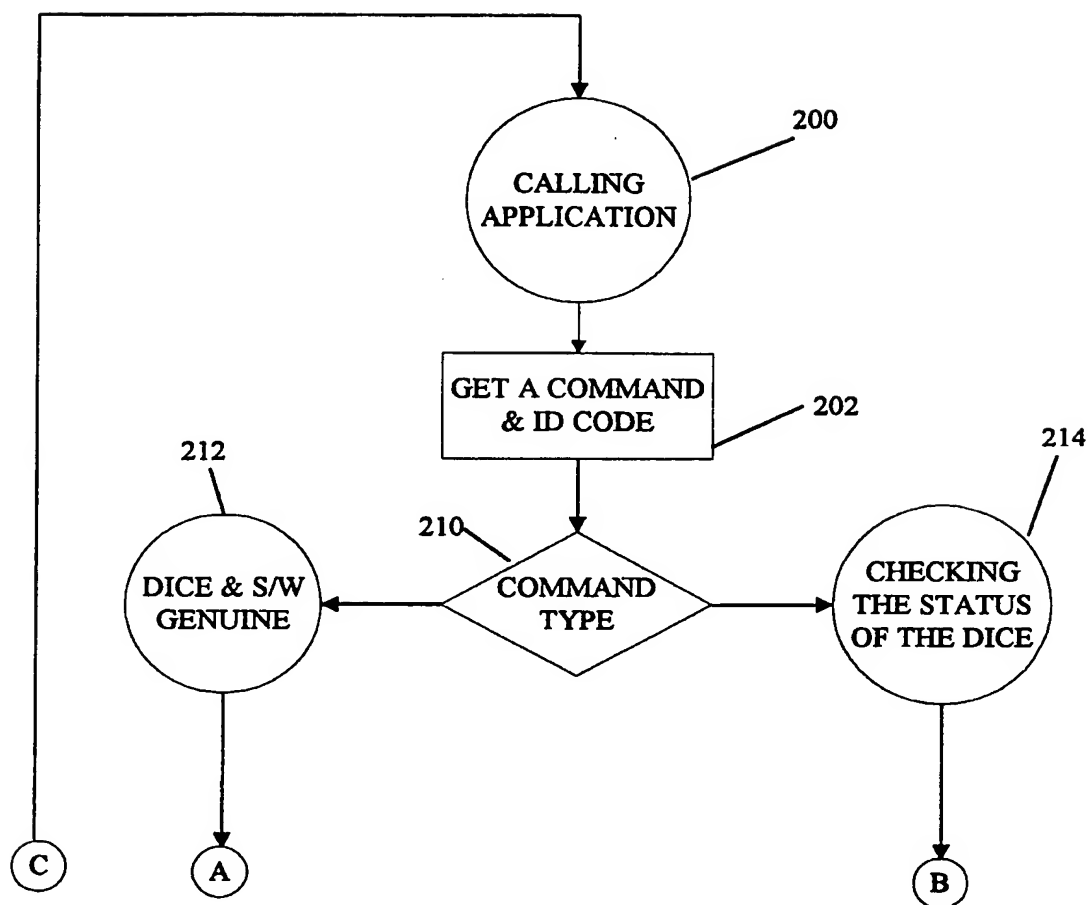 200
CALLING
APPLICATION
GET A COMMAND
& ID CODE
202
212
214
210
DICE & S/W
GENUINE
COMMAND
TYPE
CHECKING
THE STATUS
OF THE DICE
C
A
B